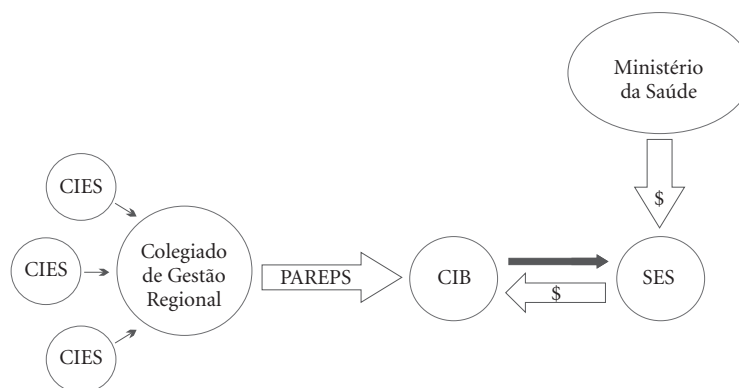 Ministério
da Saúde
$
CIES
CIES
CIES
Colegiado
de Gestão
Regional
PAREPS
CIB
$
SES